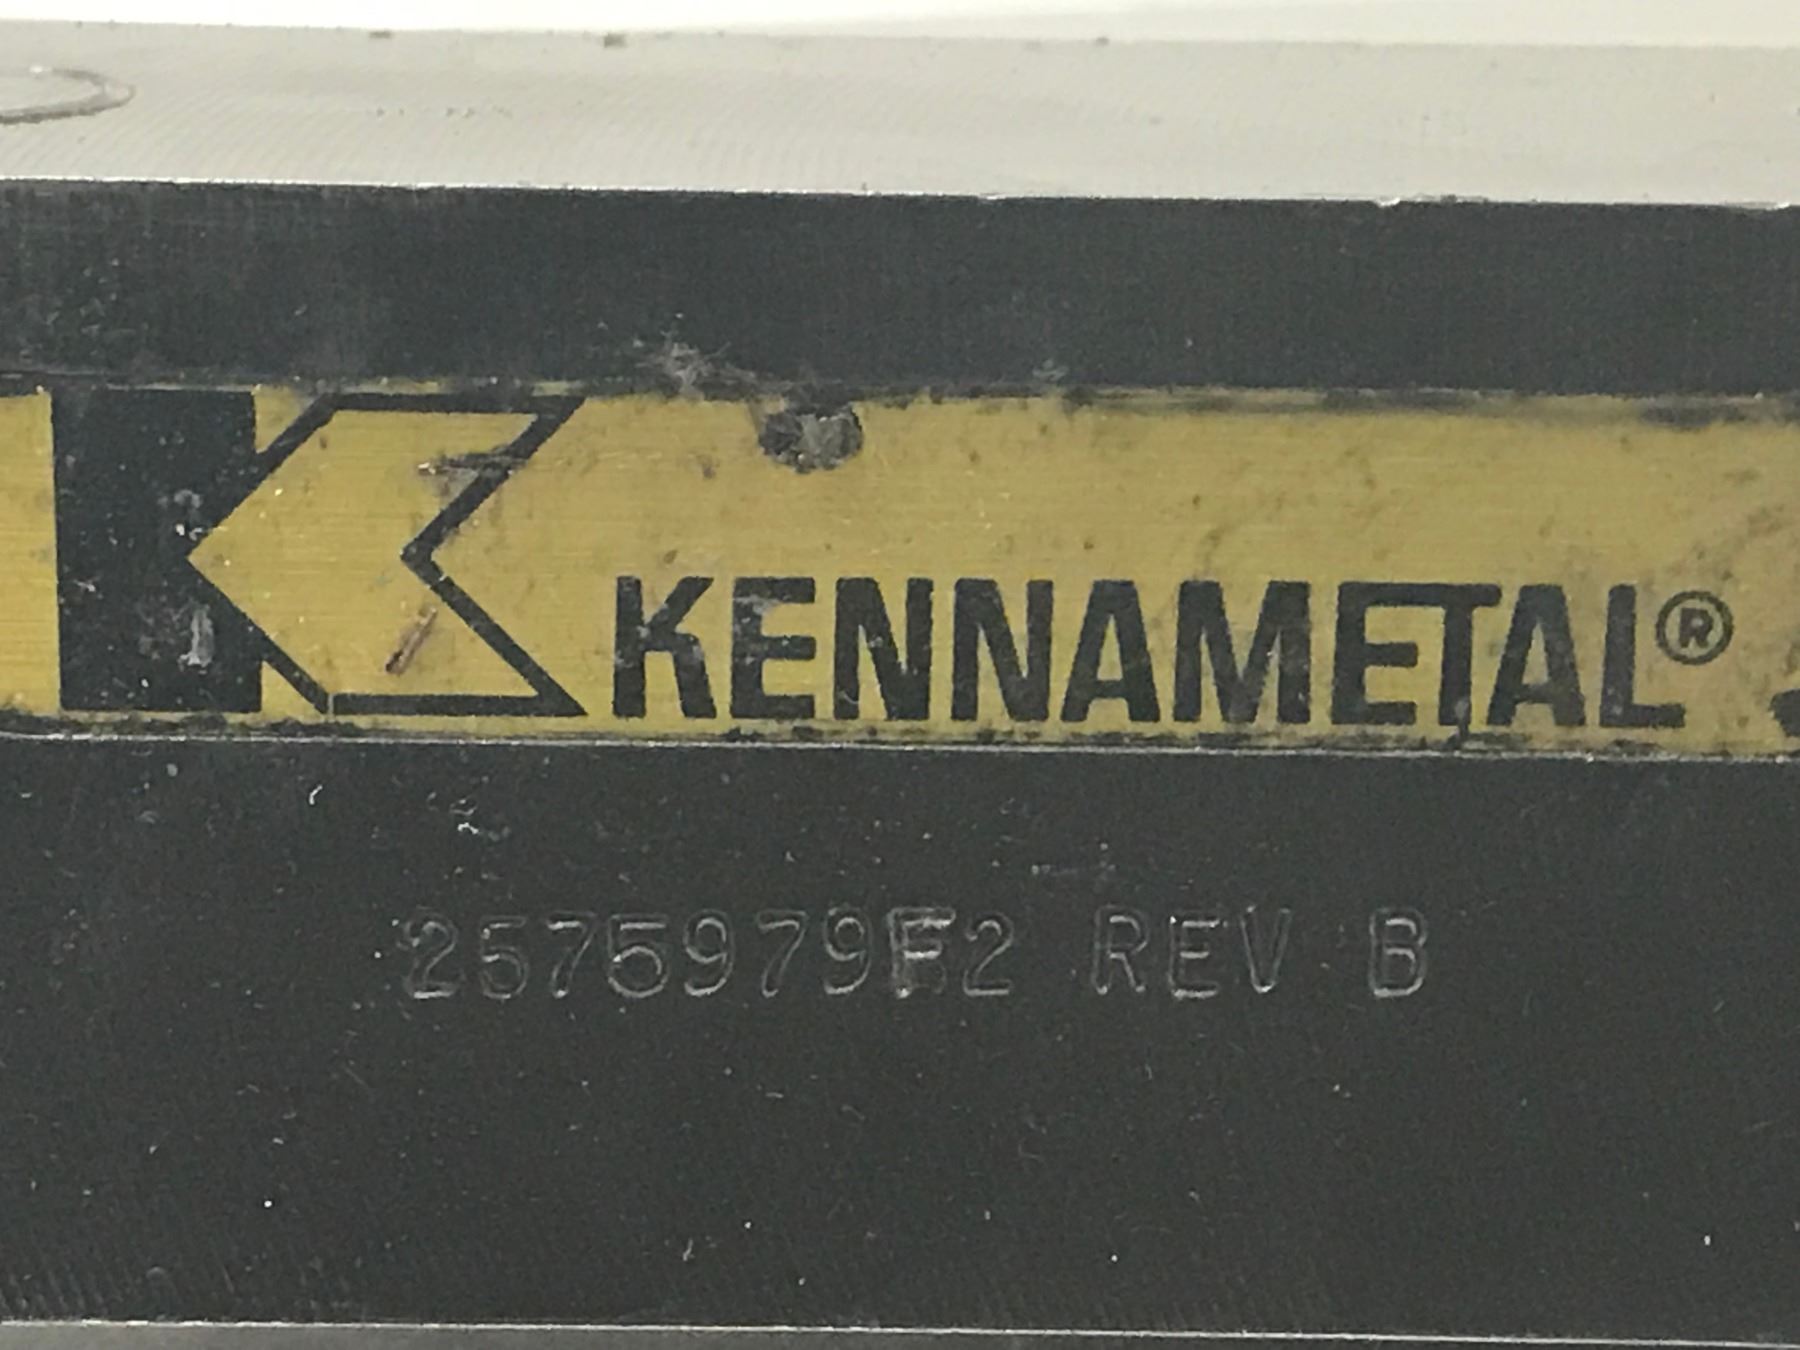 K KENNAMETAL®
2575979F2 REV B